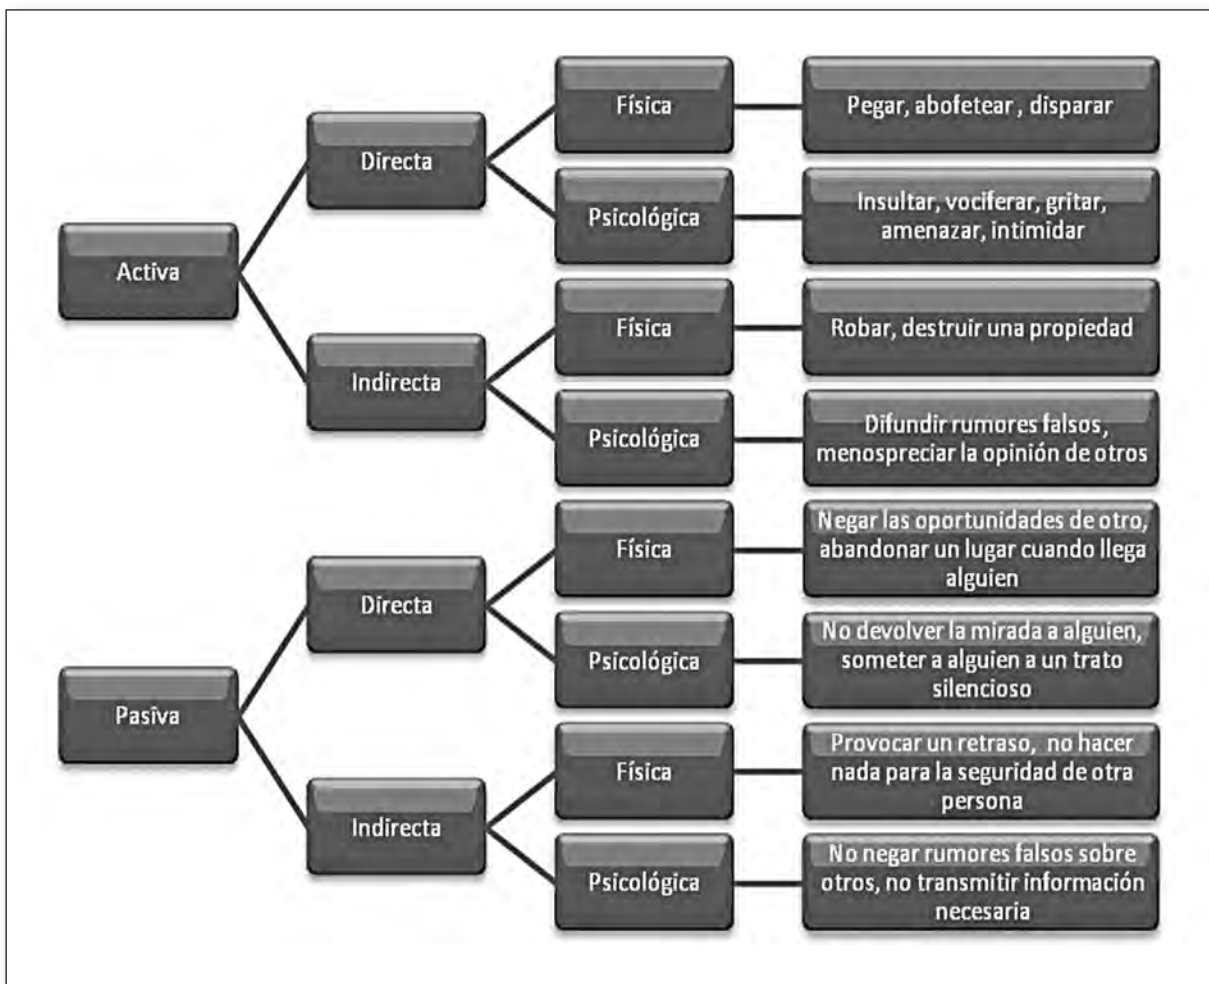 Activa
Directa
Física
Pegar, abofetear , disparar
Psicológica
Insultar, vociferar, gritar,
amenazar, intimidar
Indirecta
Física
Robar, destruir una propiedad
Psicológica
Difundir rumores falsos,
menospreciar la opinión de otros
Pasiva
Directa
Física
Negar las oportunidades de otro,
abandonar un lugar cuando llega
alguien
Psicológica
No devolver la mirada a alguien,
someter a alguien a un trato
silencioso
Indirecta
Física
Provocar un retraso, no hacer
nada para la seguridad de otra
persona
Psicológica
No negar rumores falsos sobre
otros, no transmitir información
necesaria